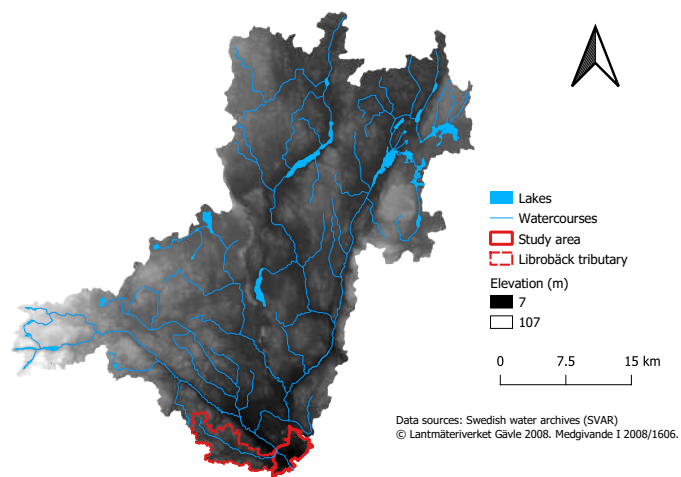 Lakes
Watercourses
Study area
Librobäck tributary
Elevation (m)
7
107
0 7.5 15 km
Data sources: Swedish water archives (SVAR)
© Lantmäteriverket Gävle 2008. Medgivande I 2008/1606.